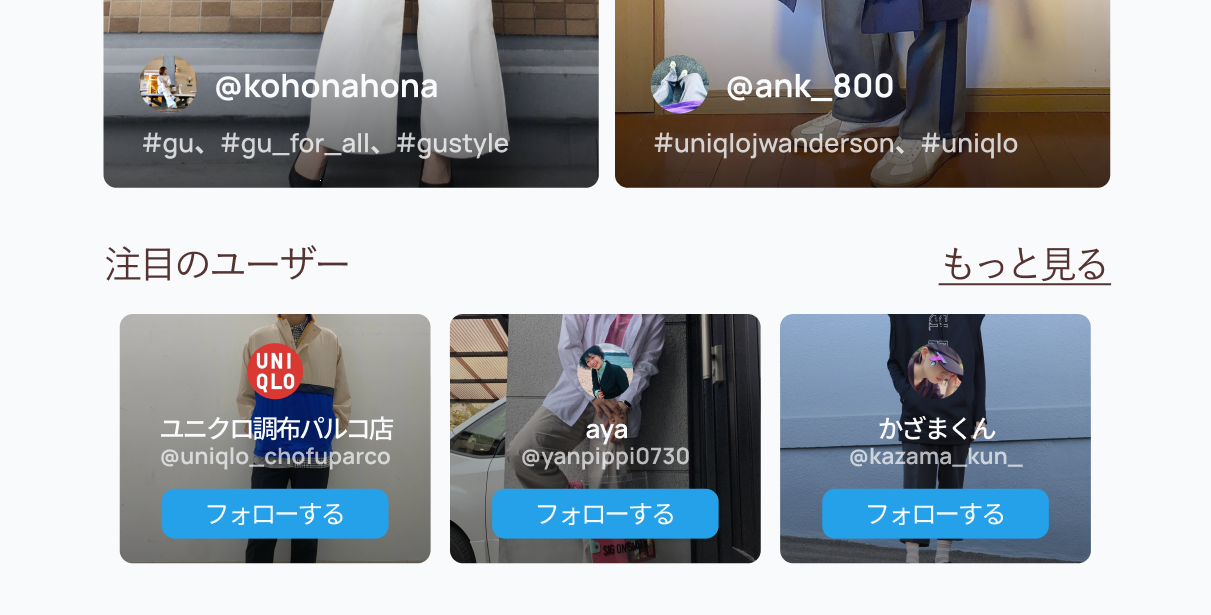 @kohonahona
#gu、#gu_for_all、#gustyle
@ank_800
#uniqlojwanderson、#uniqlo
注目のユーザー
もっと見る
UNI
QLO
ユニクロ調布パルコ店
@uniqlo_chofuparco
フォローする
aya
@yanpippi0730
フォローする
かざまくん
@kazama_kun_
フォローする